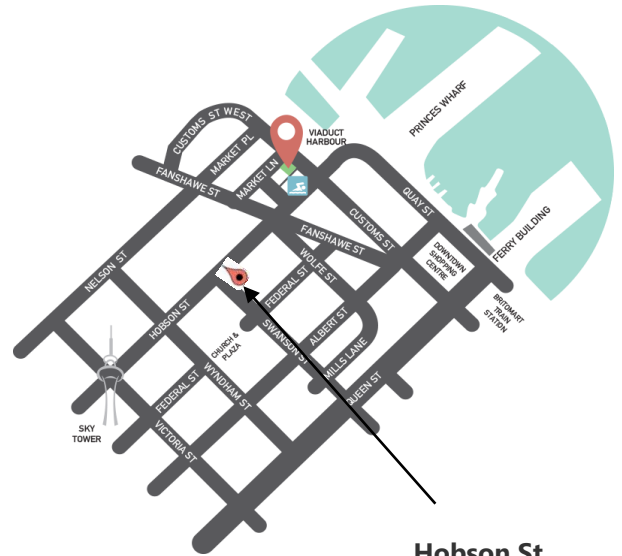 CUSTOMS ST WEST
MARKET PL
VIADUCT
HARBOUR
PRINCES WHARF
MARKET LN
FANSHAWE ST
QUAY ST
CUSTOMS ST
FANSHAWE ST
FERRY BUILDING
DOWNTOWN
SHOPPING
CENTRE
NELSON ST
WOLFE ST
FEDERAL ST
BRITOMART
TRAIN
STATION
HOBSON ST
ALBERT ST
SWANSON ST
CHURCH &
PLAZA
MILLS LANE
WYNDHAM ST
FEDERAL ST
QUEEN ST
SKY
TOWER
VICTORIA ST
Hobson St